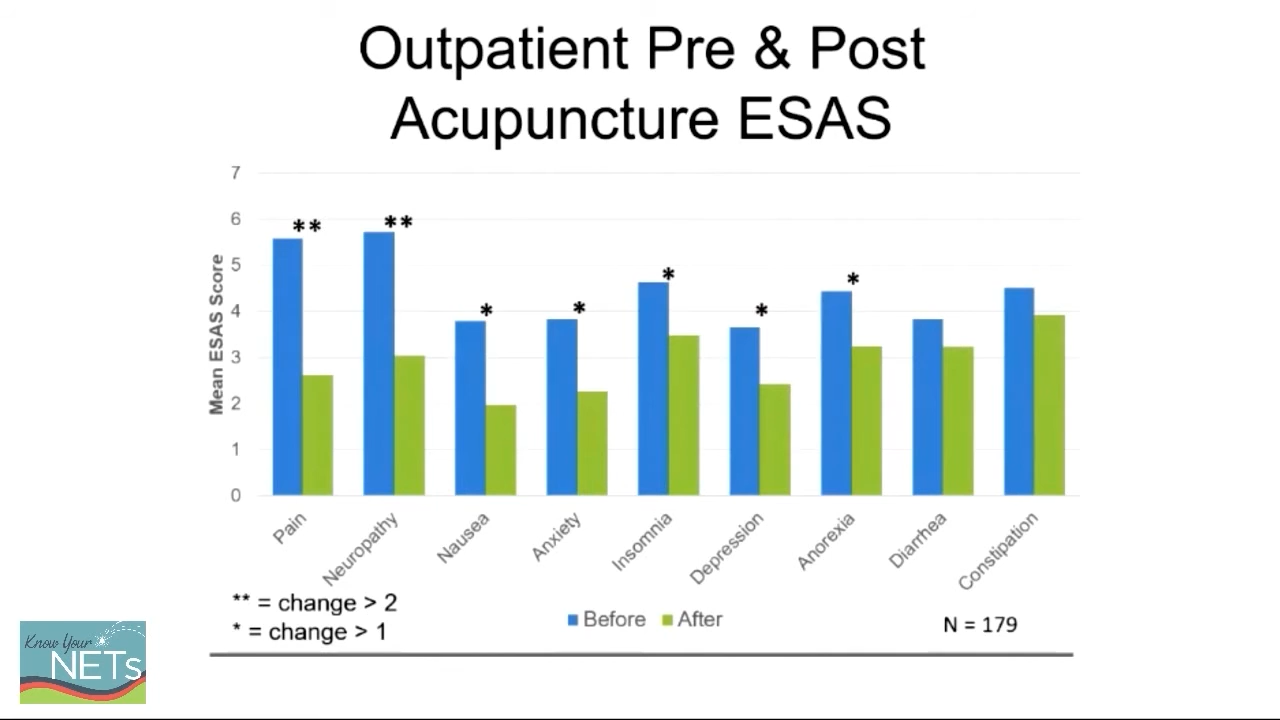 Outpatient Pre & Post
Acupuncture ESAS
7
6
5
4
3
2
1
0
Mean ESAS Score
**
**
*
*
*
*
*
Pain
Neuropathy
Nausea
Anxiety
Insomnia
Depression
Anorexia
Diarrhea
Constipation
** = change > 2
* = change > 1
Before After
N = 179
Know Your
NETs